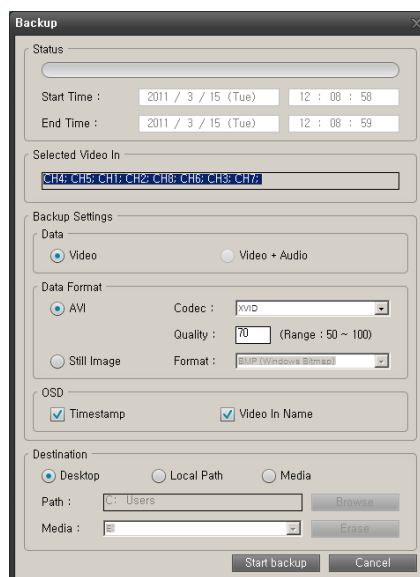 Backup
Status
Start Time : 2011 / 3 / 15 (Tue) 12 : 08 : 58
End Time : 2011 / 3 / 15 (Tue) 12 : 08 : 59
Selected Video In
CH4; CH5; CH1; CH2; CH8; CH6; CH3; CH7;
Backup Settings
Data
Video Video + Audio
Data Format
AVI Codec : XVID
Quality : 70 (Range : 50 ~ 100)
Still Image Format : BMP (Windows Bitmap)
OSD
Timestamp Video In Name
Destination
Desktop Local Path Media
Path : C: Users Browse
Media : Erase
Start backup Cancel